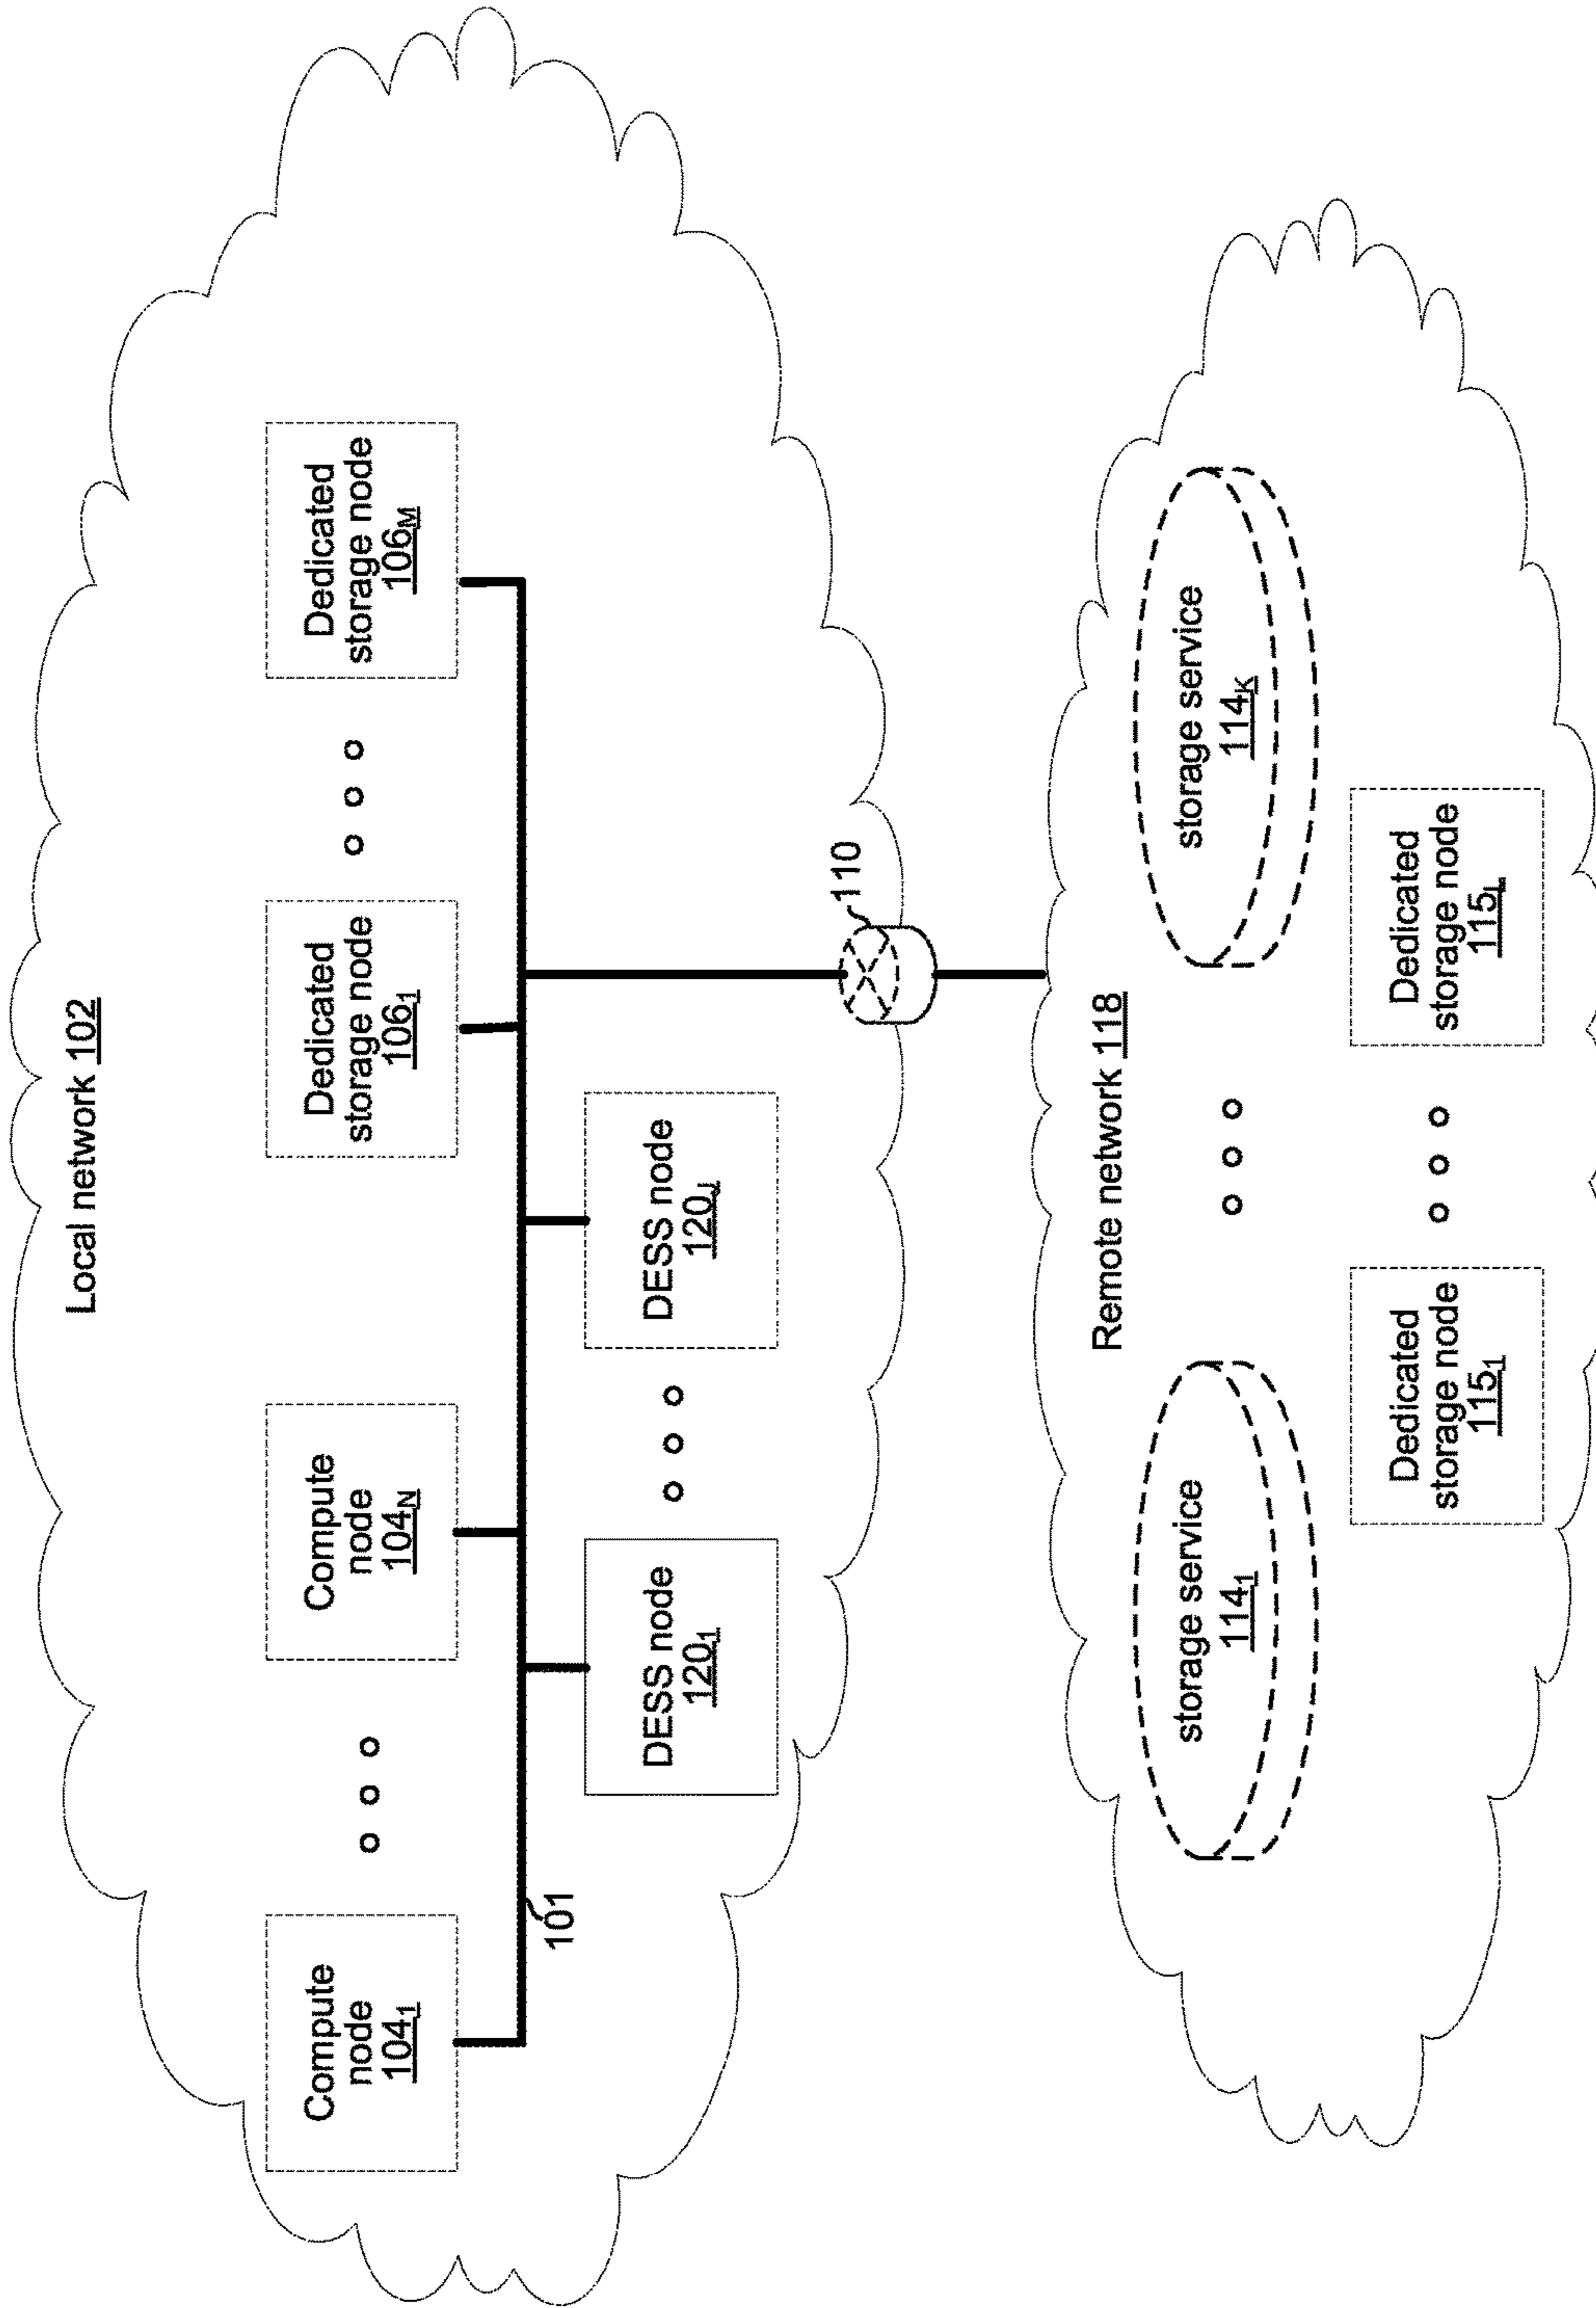 Local network 102
Compute
node
104₁
Compute
node
104N
Dedicated
storage node
106₁
Dedicated
storage node
106M
101
DESS node
120₁
DESS node
120J
110
Remote network 118
storage service
114₁
storage service
114K
Dedicated
storage node
115₁
Dedicated
storage node
115L